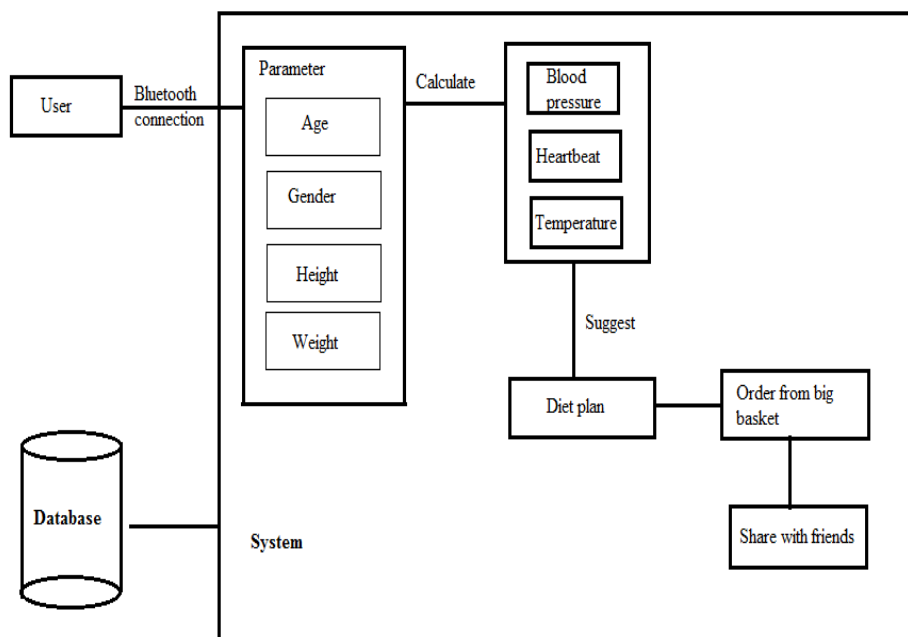 User
Bluetooth
connection
Parameter
Age
Gender
Height
Weight
Calculate
Blood
pressure
Heartbeat
Temperature
Suggest
Diet plan
Order from big
basket
Share with friends
Database
System